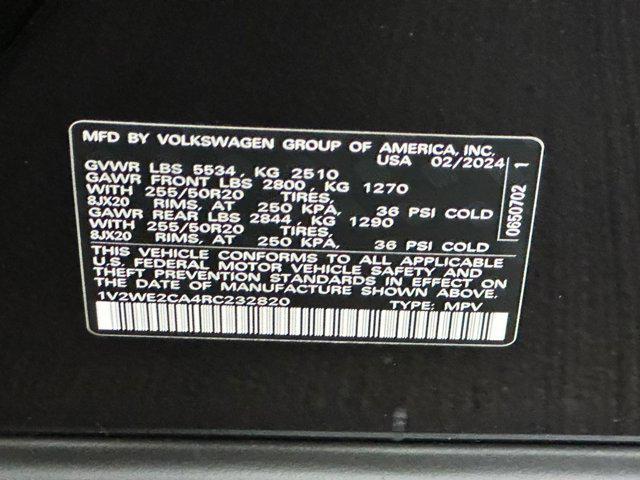 MFD BY VOLKSWAGEN GROUP OF AMERICA, INC.
USA 02/2024
GVWR LBS 5534, KG 2510
GAWR FRONT LBS 2800, KG 1270
WITH 255/50R20 TIRES,
8JX20 RIMS, AT 250 KPA, 36 PSI COLD
GAWR REAR LBS 2844, KG 1290
WITH 255/50R20 TIRES,
8JX20 RIMS, AT 250 KPA, 36 PSI COLD
THIS VEHICLE CONFORMS TO ALL APPLICABLE
U.S. FEDERAL MOTOR VEHICLE SAFETY AND
THEFT PREVENTION STANDARDS IN EFFECT ON
THE DATE OF MANUFACTURE SHOWN ABOVE.
1V2WE2CA4RC232820 TYPE: MPV
0650702 1